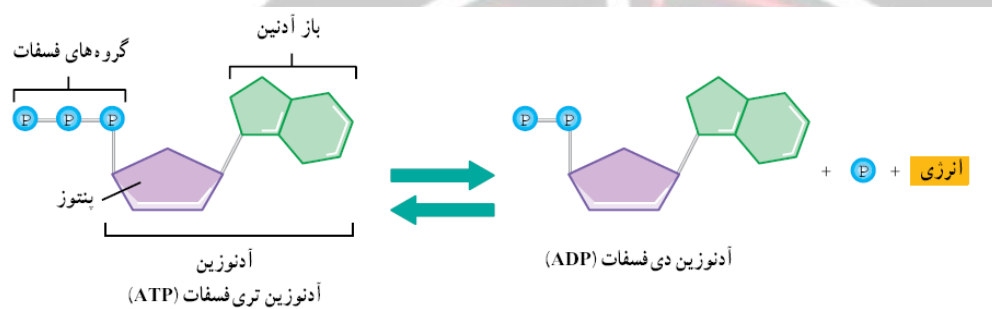 باز آدنین
گروه‌های فسفات
P P P
پنتوز
آدنوزین
آدنوزین تری فسفات (ATP)
P P
+ P + انرژی
آدنوزین دی فسفات (ADP)